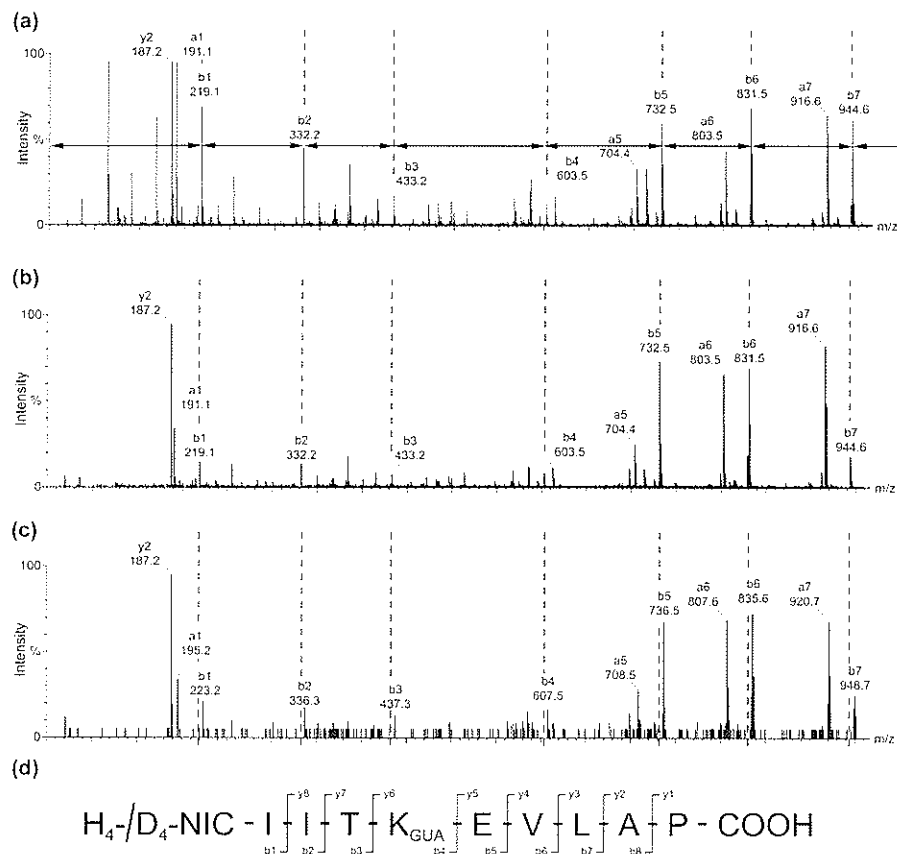 (a)
y2 a1
187.2 191.1
b1
219.1
b2
332.2
b3
433.2
b4
603.5
a5
704.4
b5
732.5
a6
803.5
b6
831.5
a7
916.6
b7
944.6
100
%
0
Intensity
m/z
(b)
y2
187.2
a1
191.1
b1
219.1
b2
332.2
b3
433.2
b4
603.5
a5
704.4
b5
732.5
a6
803.5
b6
831.5
a7
916.6
b7
944.6
100
%
0
Intensity
m/z
(c)
y2
187.2
a1
195.2
b1
223.2
b2
336.3
b3
437.3
b4
607.5
a5
708.5
b5
736.5
a6
807.6
b6
835.6
a7
920.7
b7
948.7
100
%
0
Intensity
m/z
(d)
y8 y7 y6 y5 y4 y3 y2 y1
H4-/D4-NIC - I - I - T - KGUA - E - V - L - A - P - COOH
b1 b2 b3 b4 b5 b6 b7 b8